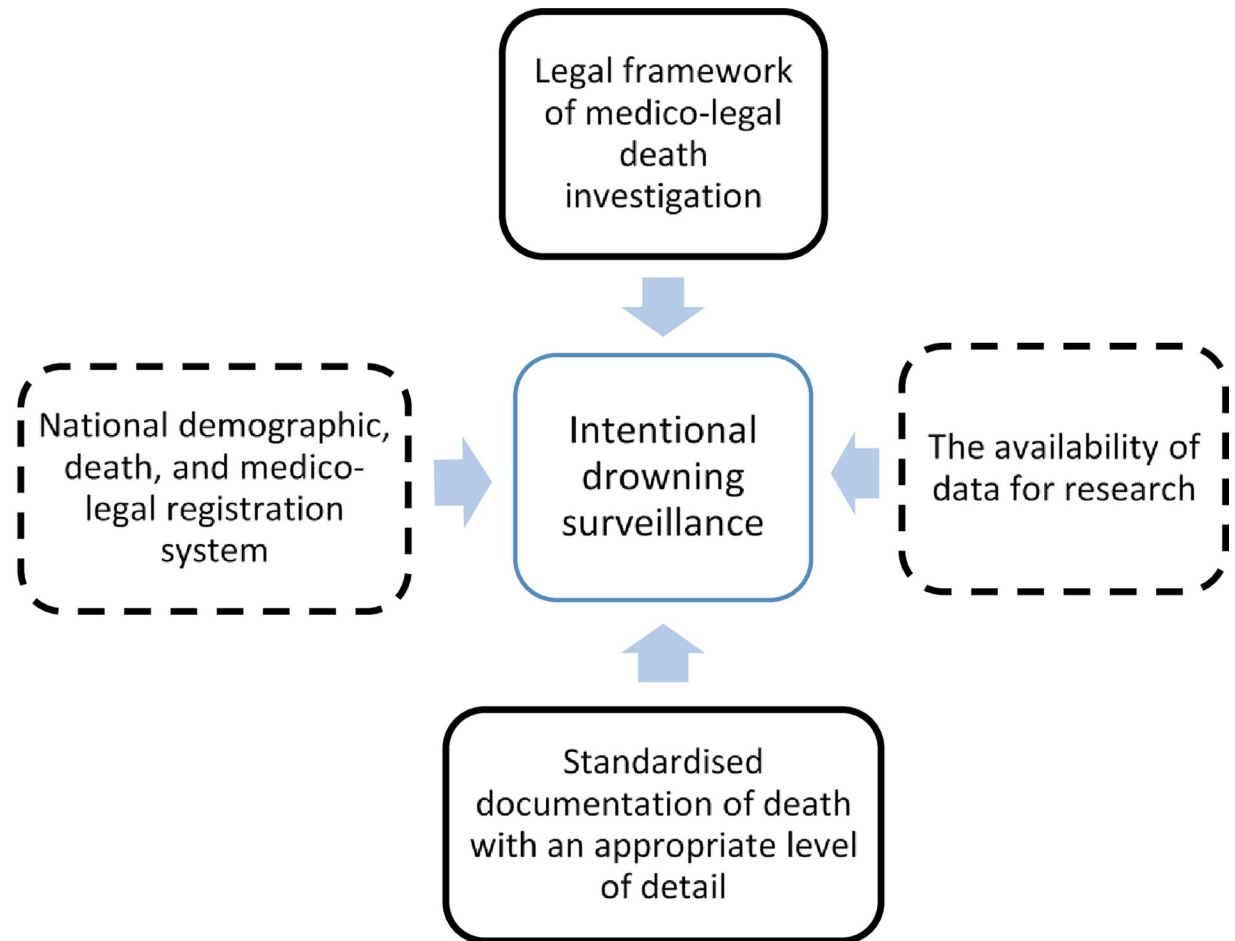 Legal framework
of medico-legal
death
investigation
National demographic,
death, and medico-
legal registration
system
Intentional
drowning
surveillance
The availability of
data for research
Standardised
documentation of death
with an appropriate level
of detail